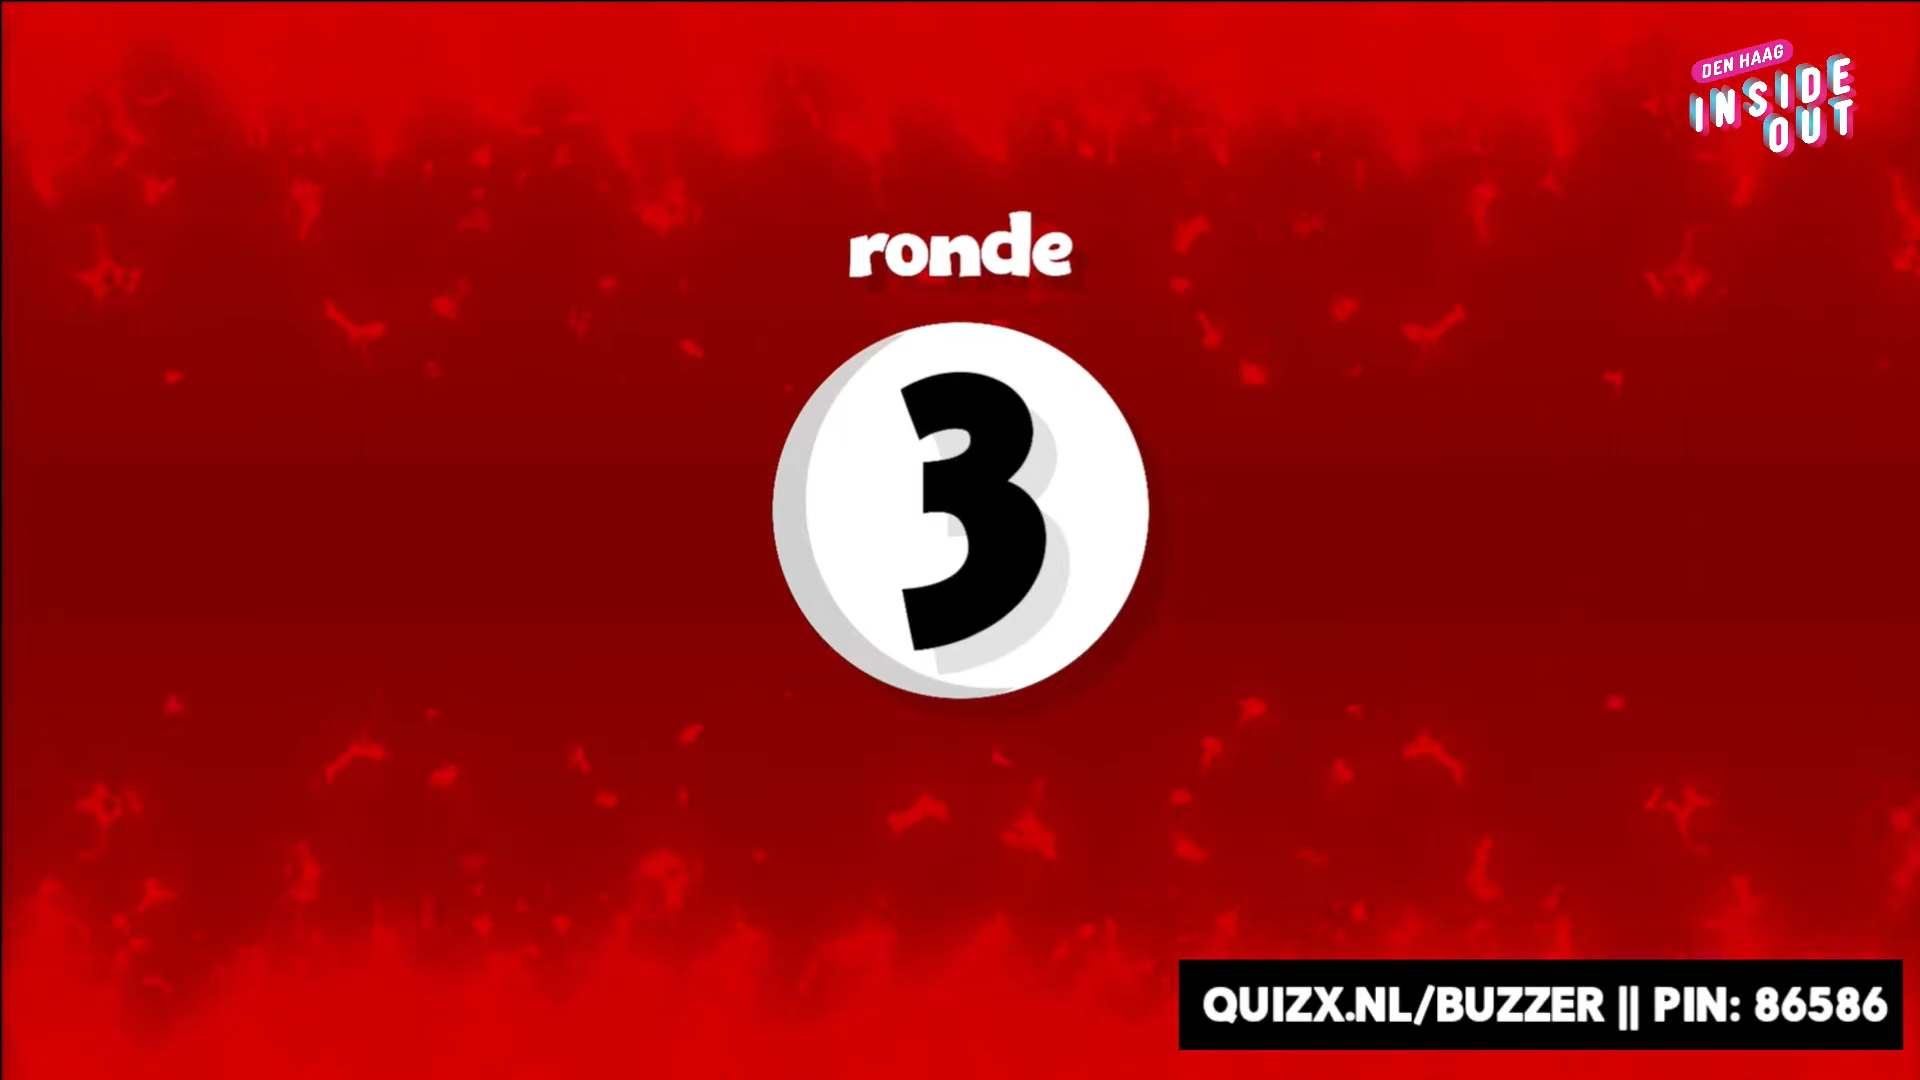 DEN HAAG
INSIDE
OUT
ronde
3
QUIZX.NL/BUZZER || PIN: 86586